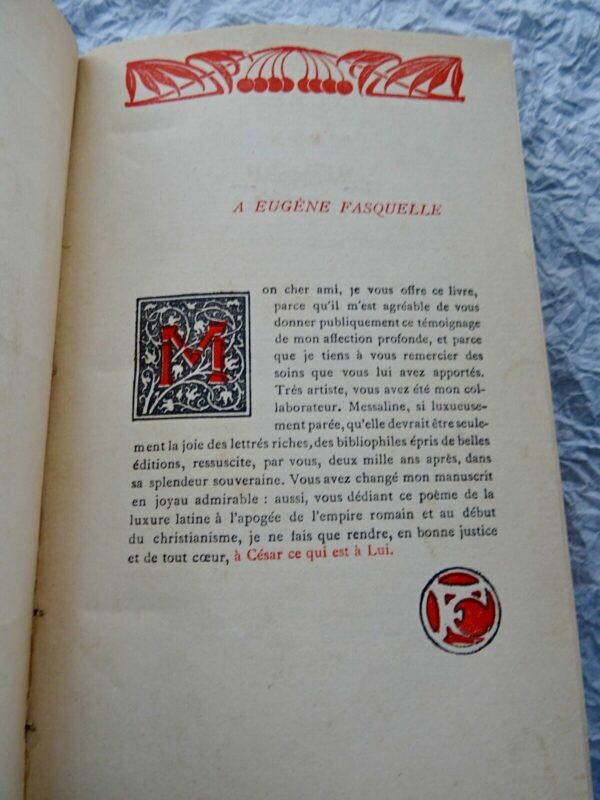 A EUGÈNE FASQUELLE
Mon cher ami, je vous offre ce livre,
parce qu'il m'est agréable de vous
donner publiquement ce témoignage
de mon affection profonde, et parce
que je tiens à vous remercier des
soins que vous lui avez apportés.
Très artiste, vous avez été mon col-
laborateur. Messaline, si luxueuse-
ment parée, qu'elle devrait être seule-
ment la joie des lettrés riches, des bibliophiles épris de belles
éditions, ressuscite, par vous, deux mille ans après, dans
sa splendeur souveraine. Vous avez changé mon manuscrit
en joyau admirable : aussi, vous dédiant ce poème de la
luxure latine à l'apogée de l'empire romain et au début
du christianisme, je ne fais que rendre, en bonne justice
et de tout cœur, à César ce qui est à Lui.